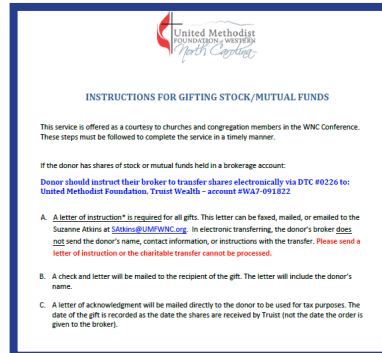 United Methodist
FOUNDATION of WESTERN
North Carolina
INSTRUCTIONS FOR GIFTING STOCK/MUTUAL FUNDS
This service is offered as a courtesy to churches and congregation members in the WNC Conference.
These steps must be followed to complete the service in a timely manner.
If the donor has shares of stock or mutual funds held in a brokerage account:
Donor should instruct their broker to transfer shares electronically via DTC #0226 to:
United Methodist Foundation, Truist Wealth – account #WA7-091822
A. A letter of instruction* is required for all gifts. This letter can be faxed, mailed, or emailed to the
Suzanne Atkins at SAtkins@UMFWNC.org. In electronic transferring, the donor's broker does
not send the donor's name, contact information, or instructions with the transfer. Please send a
letter of instruction or the charitable transfer cannot be processed.
B. A check and letter will be mailed to the recipient of the gift. The letter will include the donor's
name.
C. A letter of acknowledgment will be mailed directly to the donor to be used for tax purposes. The
date of the gift is recorded as the date the shares are received by Truist (not the date the order is
given to the broker).